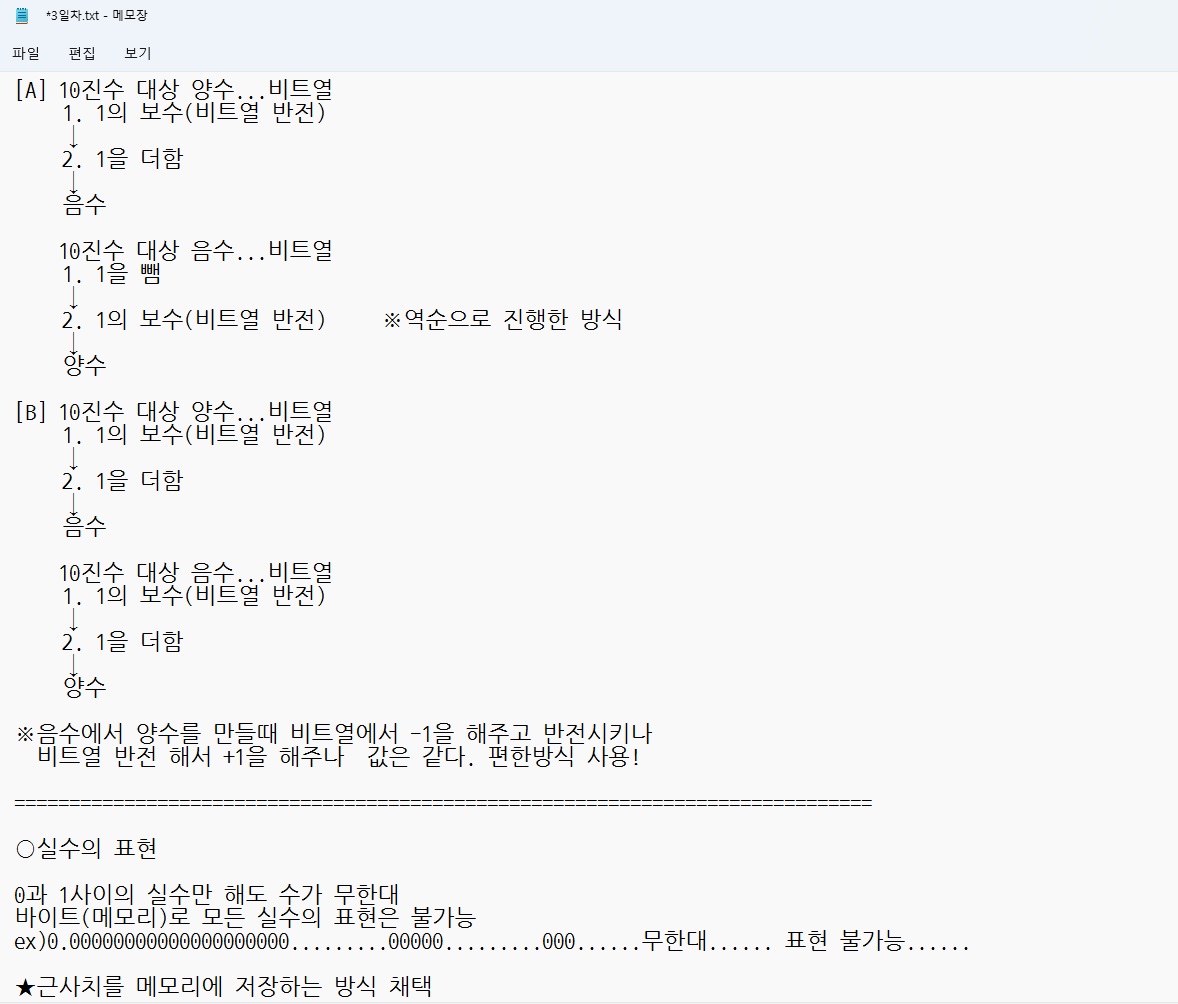 *3일차.txt - 메모장
파일 편집 보기
[A] 10진수 대상 양수...비트열
1. 1의 보수(비트열 반전)
↓
2. 1을 더함
↓
음수
10진수 대상 음수...비트열
1. 1을 뺌
↓
2. 1의 보수(비트열 반전) ※역순으로 진행한 방식
↓
양수
[B] 10진수 대상 양수...비트열
1. 1의 보수(비트열 반전)
↓
2. 1을 더함
↓
음수
10진수 대상 음수...비트열
1. 1의 보수(비트열 반전)
↓
2. 1을 더함
↓
양수
※음수에서 양수를 만들때 비트열에서 -1을 해주고 반전시키나
비트열 반전 해서 +1을 해주나 값은 같다. 편한방식 사용!
==============================================================================
○실수의 표현
0과 1사이의 실수만 해도 수가 무한대
바이트(메모리)로 모든 실수의 표현은 불가능
ex)0.00000000000000000000.........00000.........000......무한대...... 표현 불가능......
★근사치를 메모리에 저장하는 방식 채택